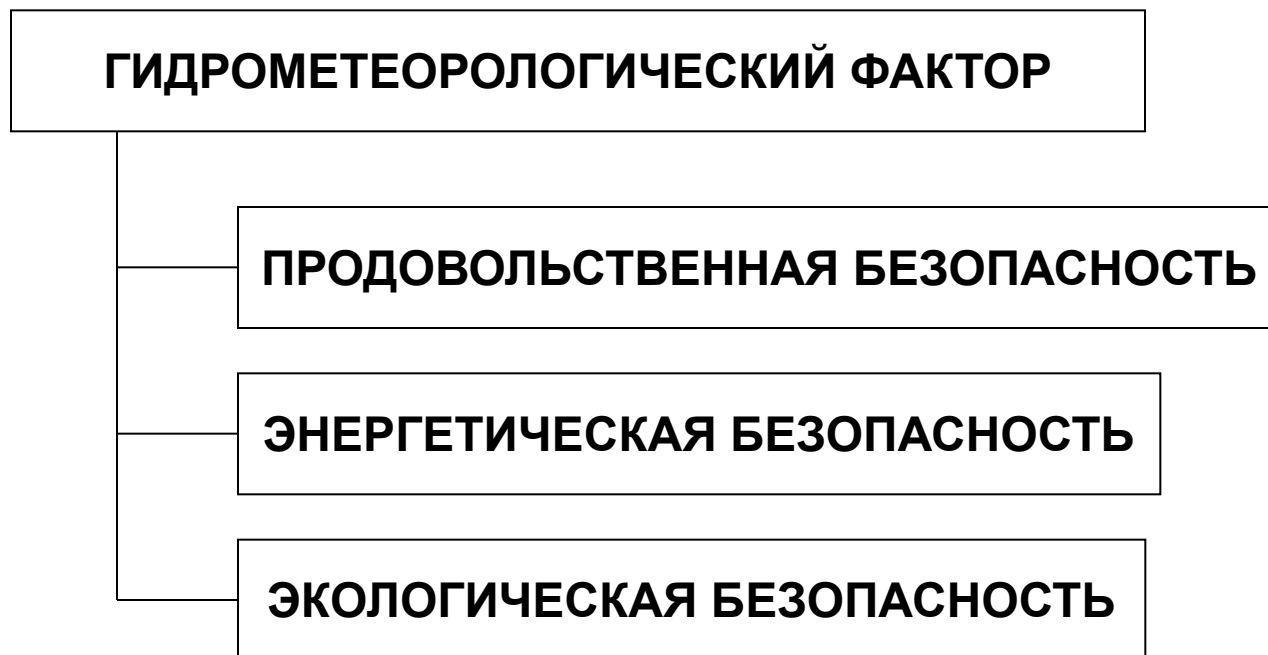 ГИДРОМЕТЕОРОЛОГИЧЕСКИЙ ФАКТОР
ПРОДОВОЛЬСТВЕННАЯ БЕЗОПАСНОСТЬ
ЭНЕРГЕТИЧЕСКАЯ БЕЗОПАСНОСТЬ
ЭКОЛОГИЧЕСКАЯ БЕЗОПАСНОСТЬ